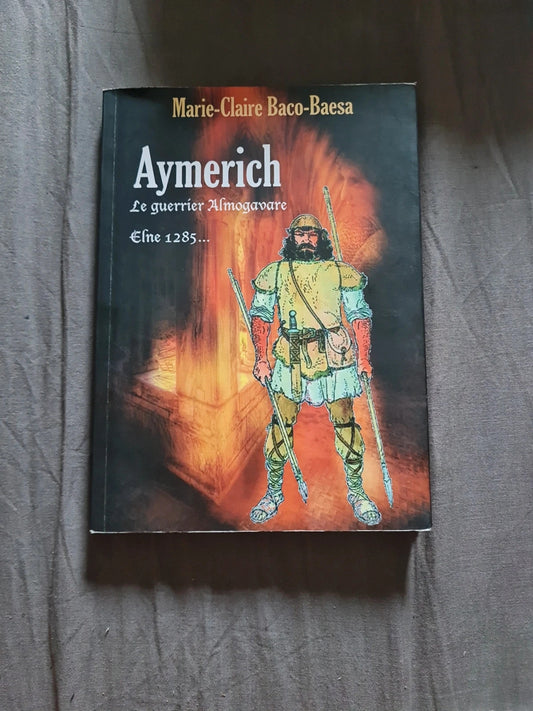 Marie-Claire Baco-Baesa
Aymerich
Le guerrier Almogavare
Elne 1285...